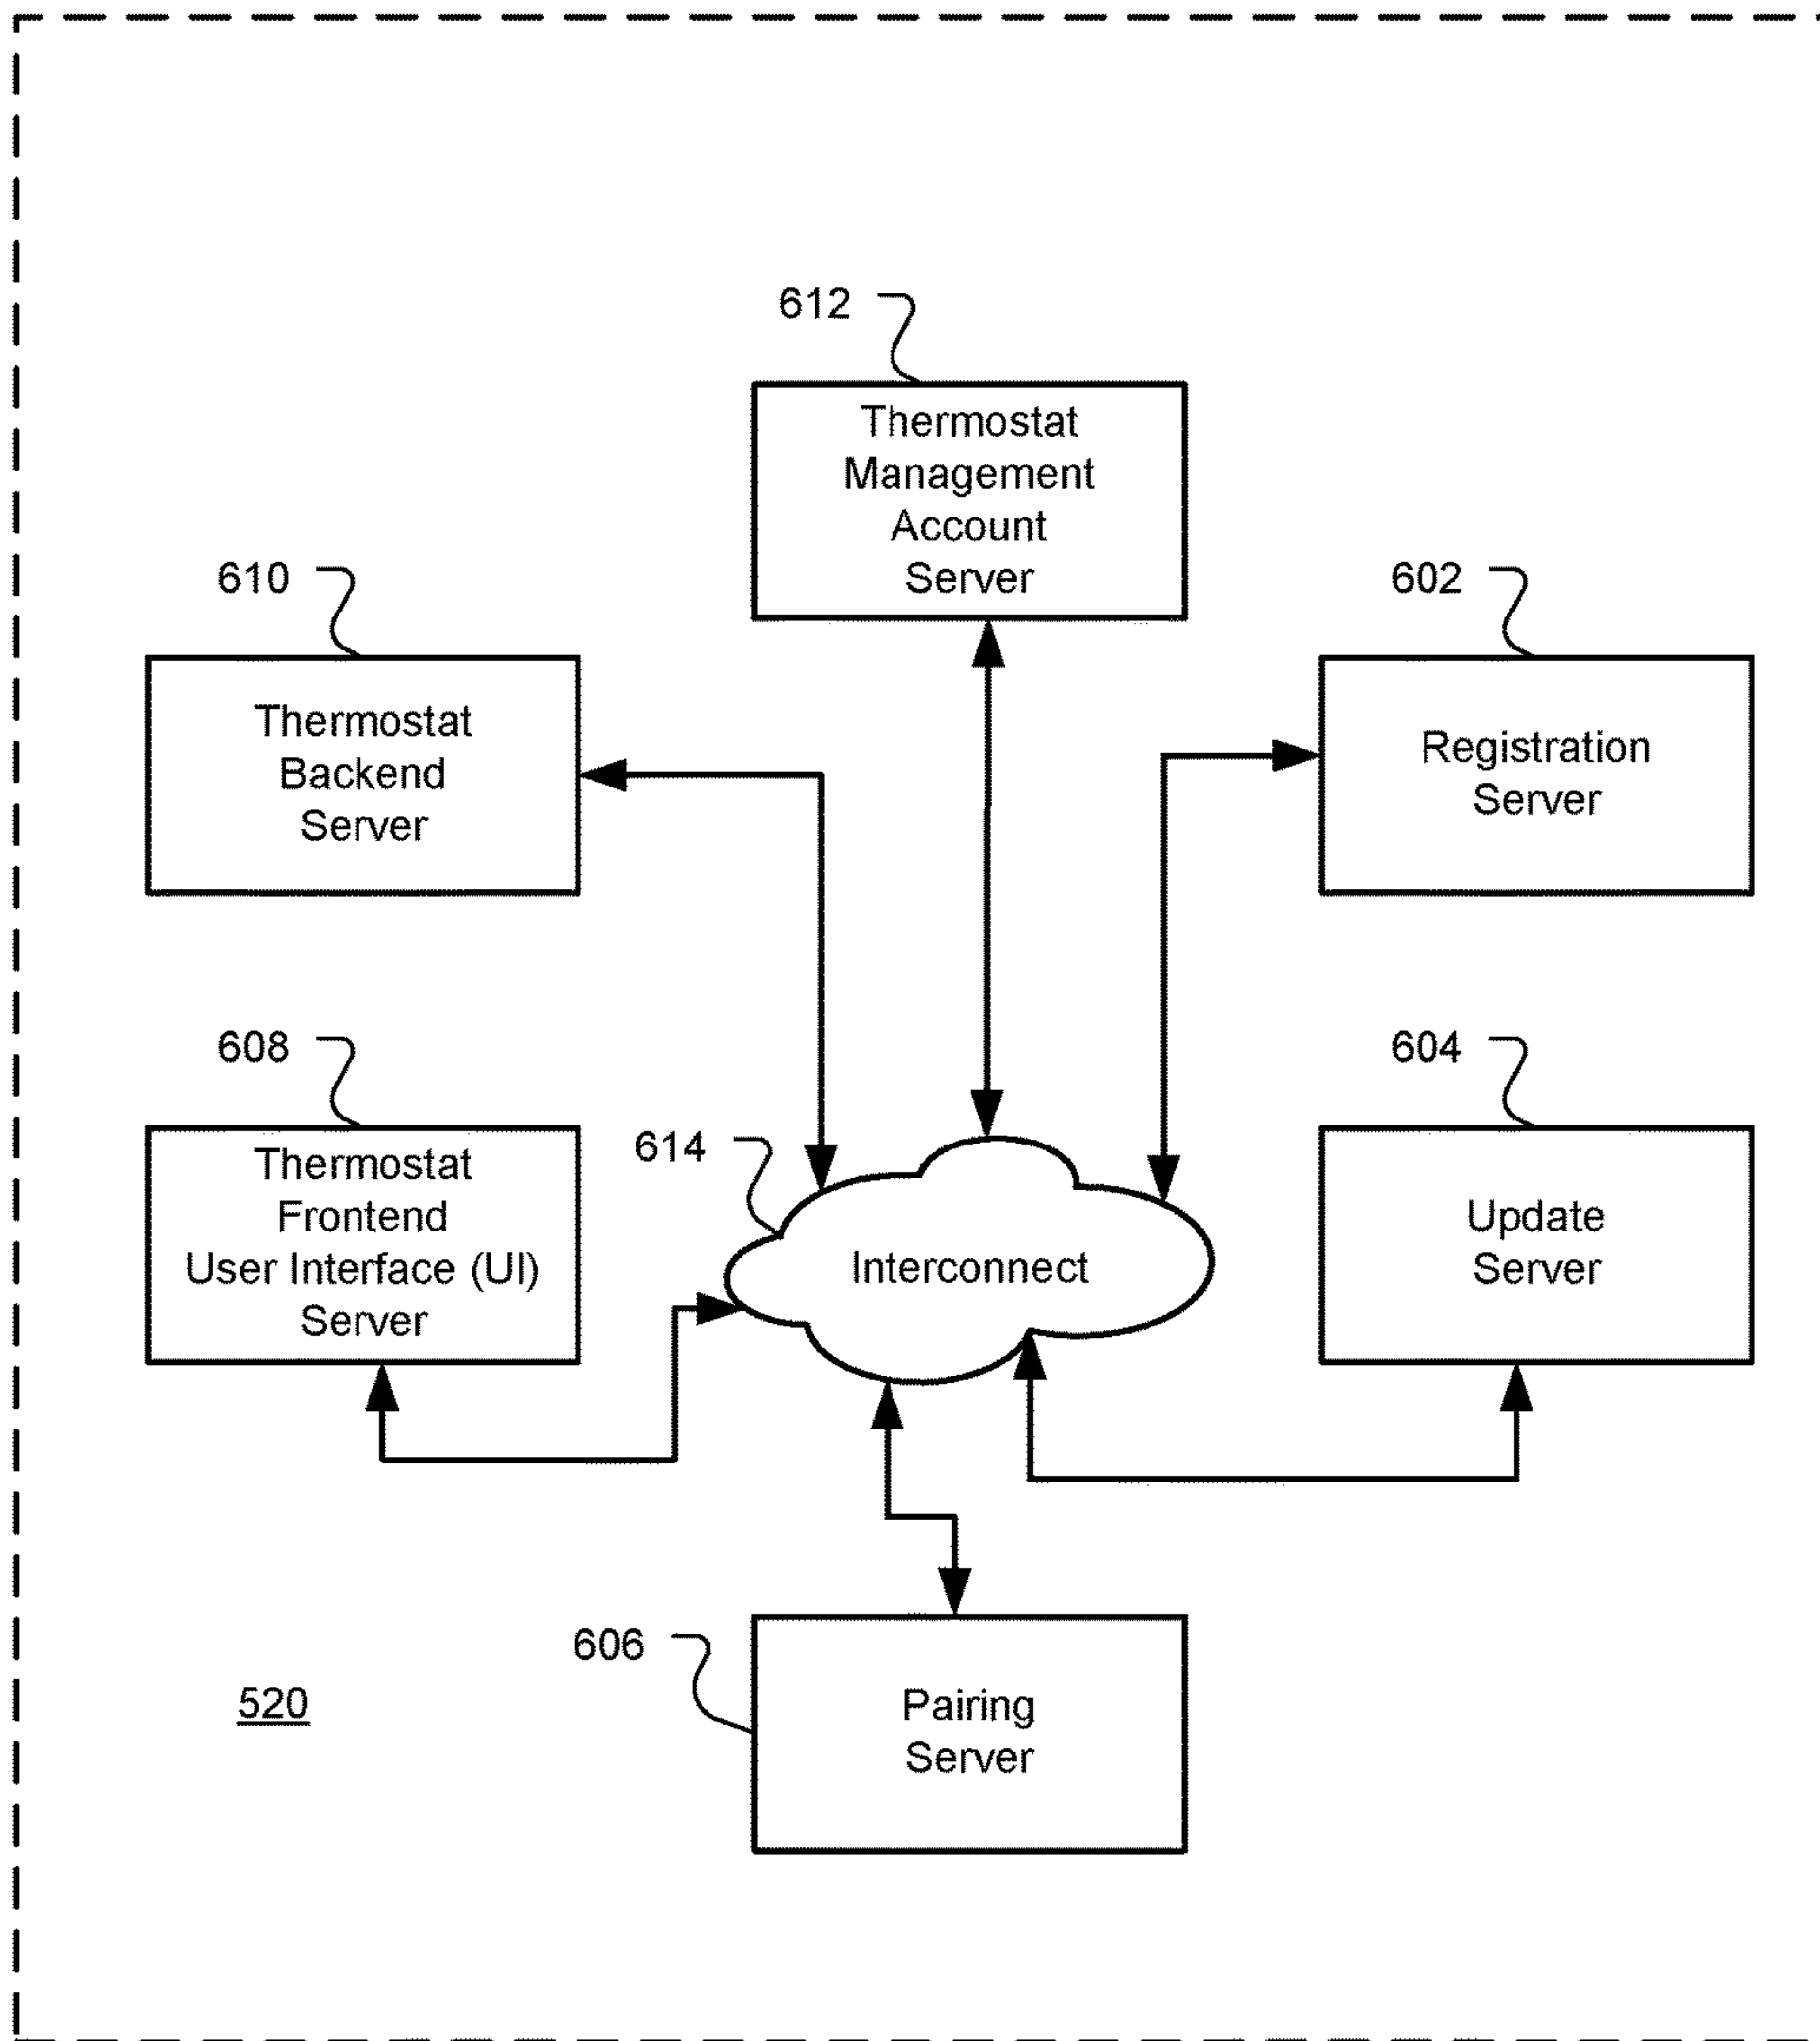 612
Thermostat
Management
Account
Server
610
Thermostat
Backend
Server
602
Registration
Server
608
Thermostat
Frontend
User Interface (UI)
Server
614
Interconnect
604
Update
Server
606
Pairing
Server
520